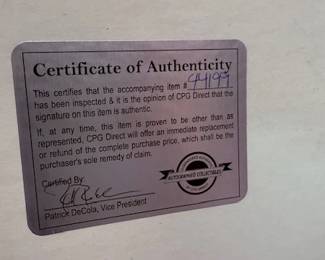 Certificate of Authenticity
This certifies that the accompanying item #44199
has been inspected & it is the opinion of CPG Direct that the
signature on this item is authentic.
If, at any time, this item is proven to be other than as
represented, CPG Direct will offer an immediate replacement
or refund of the complete purchase price, which shall be the
purchaser's sole remedy of claim.
Certified By:
Patrick DeCola, Vice President
AUTOGRAPHED COLLECTIBLES